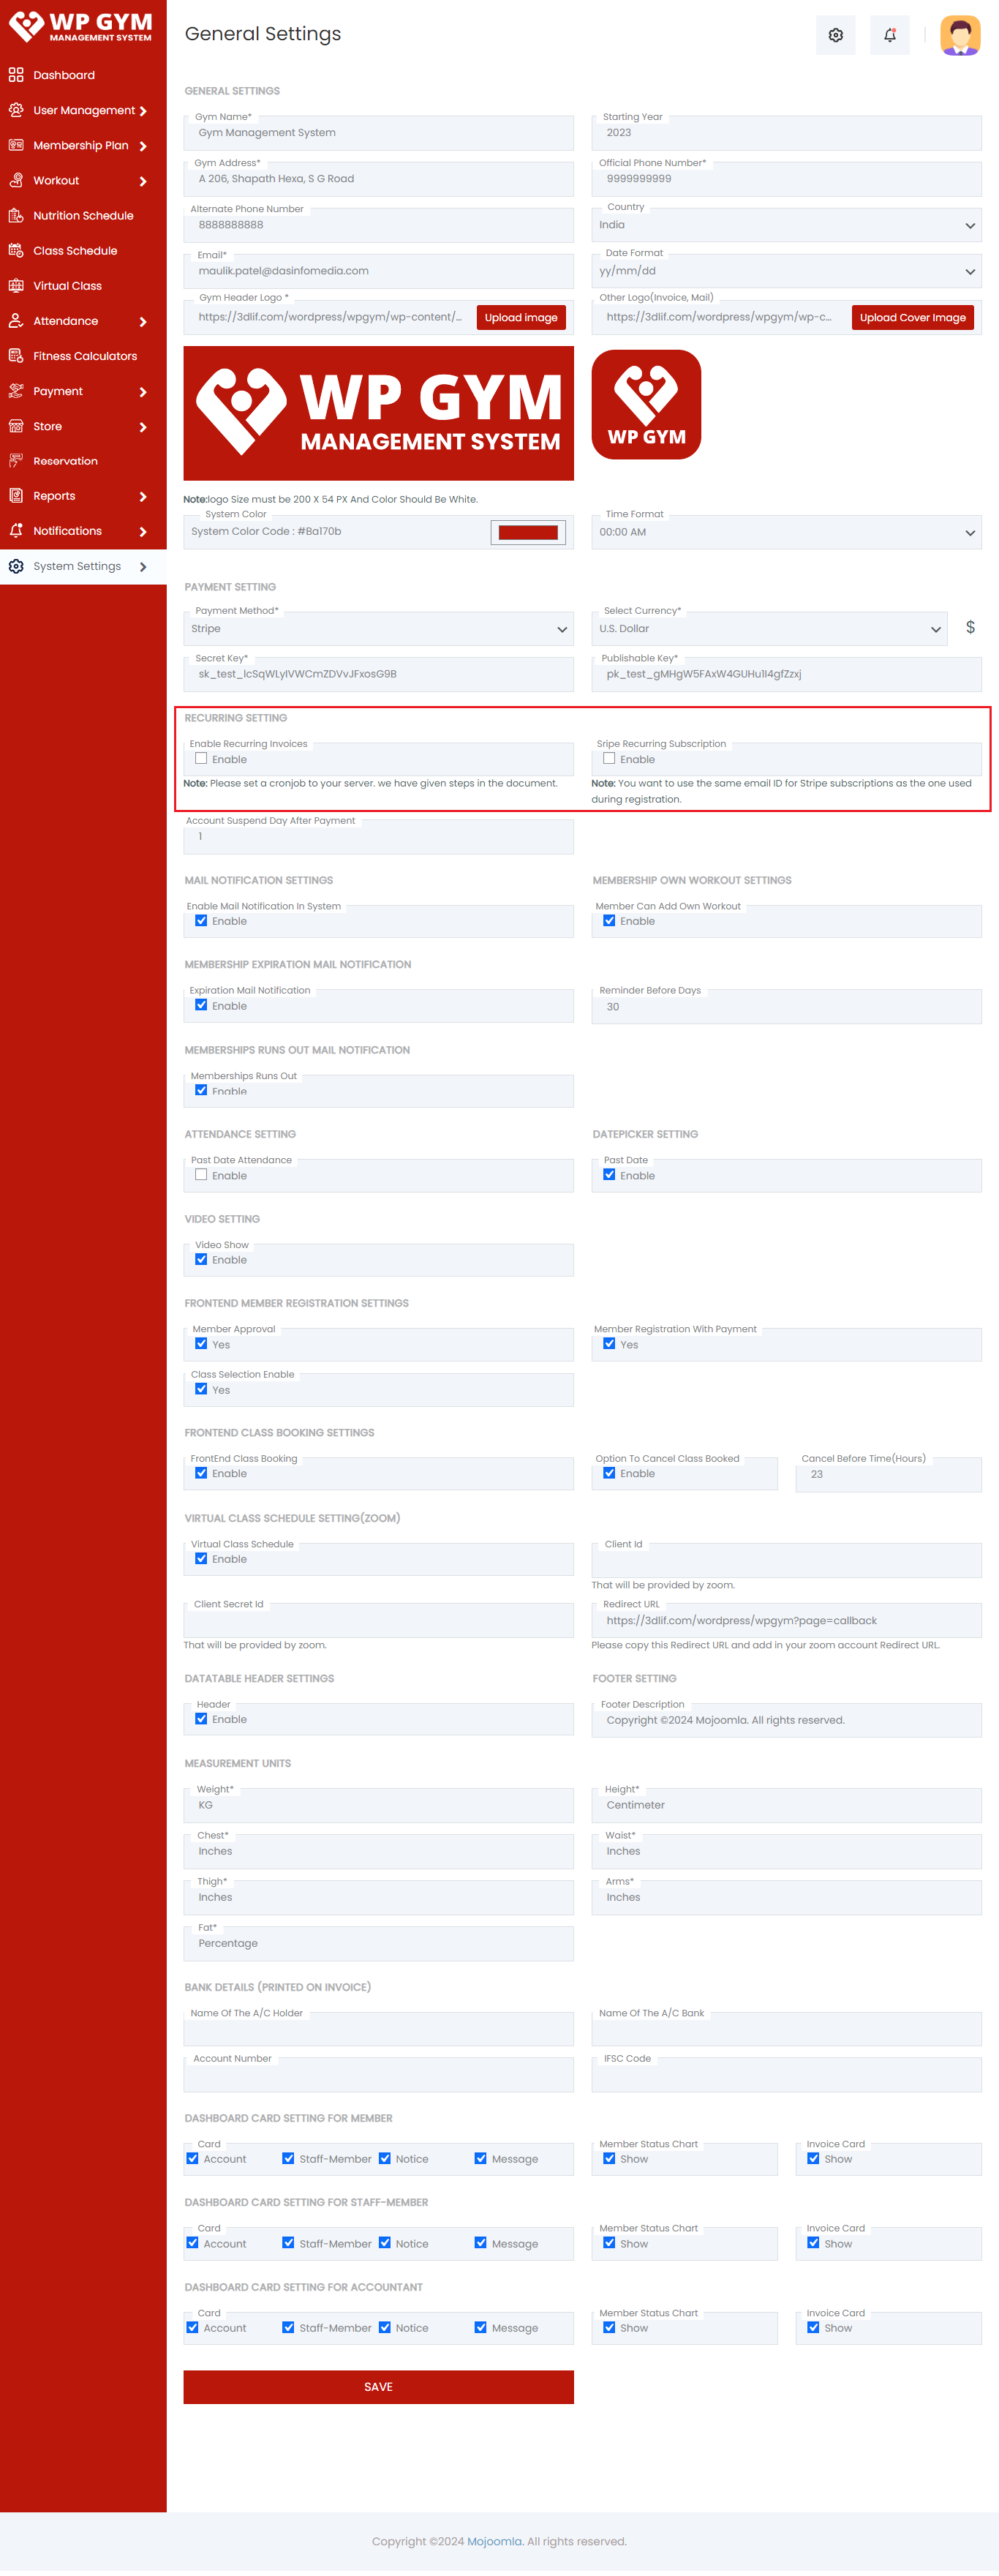 WP GYM
MANAGEMENT SYSTEM
General Settings
Dashboard
User Management
Membership Plan
Workout
Nutrition Schedule
Class Schedule
Virtual Class
Attendance
Fitness Calculators
Payment
Store
Reservation
Reports
Notifications
System Settings
GENERAL SETTINGS
Gym Name*
Gym Management System
Starting Year
2023
Gym Address*
A 206, Shapath Hexa, S G Road
Official Phone Number*
9999999999
Alternate Phone Number
8888888888
Country
India
Email*
maulik.patel@dasinfomedia.com
Date Format
yy/mm/dd
Gym Header Logo *
https://3dlif.com/wordpress/wpgym/wp-content/...
Upload image
Other Logo(Invoice, Mail)
https://3dlif.com/wordpress/wpgym/wp-c...
Upload Cover Image
WP GYM
MANAGEMENT SYSTEM
WP GYM
Note:logo Size must be 200 X 54 PX And Color Should Be White.
System Color
System Color Code : #Ba170b
Time Format
00:00 AM
PAYMENT SETTING
Payment Method*
Stripe
Select Currency*
U.S. Dollar
$
Secret Key*
Publishable Key*
RECURRING SETTING
Enable Recurring Invoices
Enable
Note: Please set a cronjob to your server. we have given steps in the document.
Sripe Recurring Subscription
Enable
Note: You want to use the same email ID for Stripe subscriptions as the one used
during registration.
Account Suspend Day After Payment
1
MAIL NOTIFICATION SETTINGS
Enable Mail Notification In System
Enable
MEMBERSHIP OWN WORKOUT SETTINGS
Member Can Add Own Workout
Enable
MEMBERSHIP EXPIRATION MAIL NOTIFICATION
Expiration Mail Notification
Enable
Reminder Before Days
30
MEMBERSHIPS RUNS OUT MAIL NOTIFICATION
Memberships Runs Out
Enable
ATTENDANCE SETTING
Past Date Attendance
Enable
DATEPICKER SETTING
Past Date
Enable
VIDEO SETTING
Video Show
Enable
FRONTEND MEMBER REGISTRATION SETTINGS
Member Approval
Yes
Member Registration With Payment
Yes
Class Selection Enable
Yes
FRONTEND CLASS BOOKING SETTINGS
FrontEnd Class Booking
Enable
Option To Cancel Class Booked
Enable
Cancel Before Time(Hours)
23
VIRTUAL CLASS SCHEDULE SETTING(ZOOM)
Virtual Class Schedule
Enable
Client Id
That will be provided by zoom.
Client Secret Id
That will be provided by zoom.
Redirect URL
https://3dlif.com/wordpress/wpgym?page=callback
Please copy this Redirect URL and add in your zoom account Redirect URL.
DATATABLE HEADER SETTINGS
Header
Enable
FOOTER SETTING
Footer Description
Copyright ©2024 Mojoomla. All rights reserved.
MEASUREMENT UNITS
Weight*
KG
Height*
Centimeter
Chest*
Inches
Waist*
Inches
Thigh*
Inches
Arms*
Inches
Fat*
Percentage
BANK DETAILS (PRINTED ON INVOICE)
Name Of The A/C Holder
Name Of The A/C Bank
Account Number
IFSC Code
DASHBOARD CARD SETTING FOR MEMBER
Card
Account Staff-Member Notice Message
Member Status Chart
Show
Invoice Card
Show
DASHBOARD CARD SETTING FOR STAFF-MEMBER
Card
Account Staff-Member Notice Message
Member Status Chart
Show
Invoice Card
Show
DASHBOARD CARD SETTING FOR ACCOUNTANT
Card
Account Staff-Member Notice Message
Member Status Chart
Show
Invoice Card
Show
SAVE
Copyright ©2024 Mojoomla. All rights reserved.